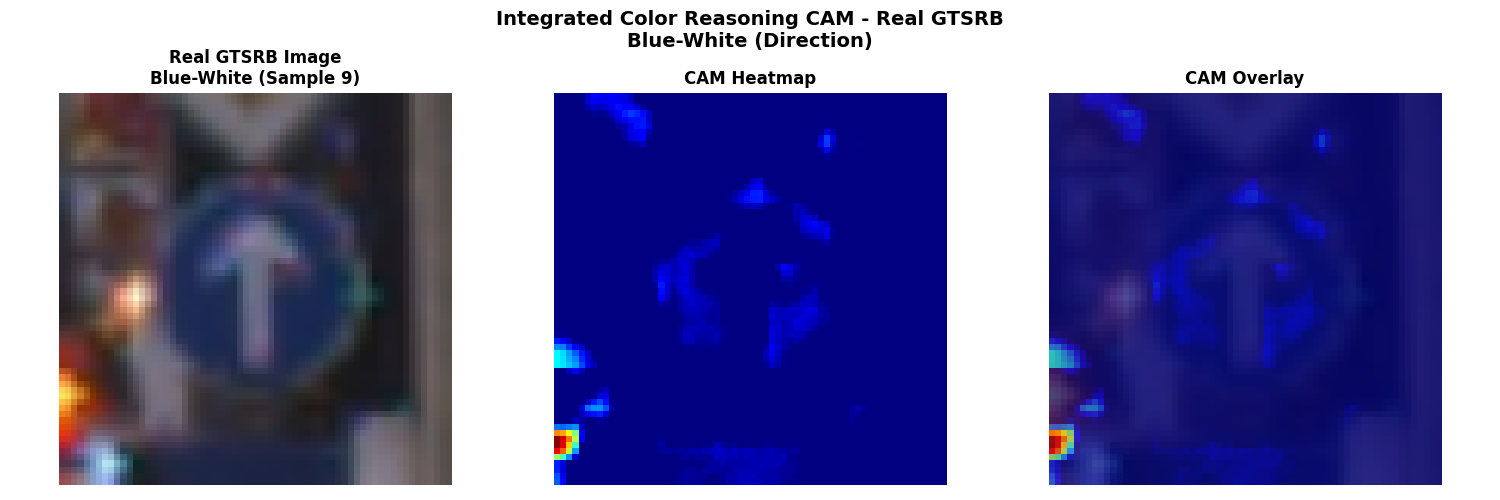 Integrated Color Reasoning CAM - Real GTSRB
Blue-White (Direction)
Real GTSRB Image
Blue-White (Sample 9)
CAM Heatmap
CAM Overlay